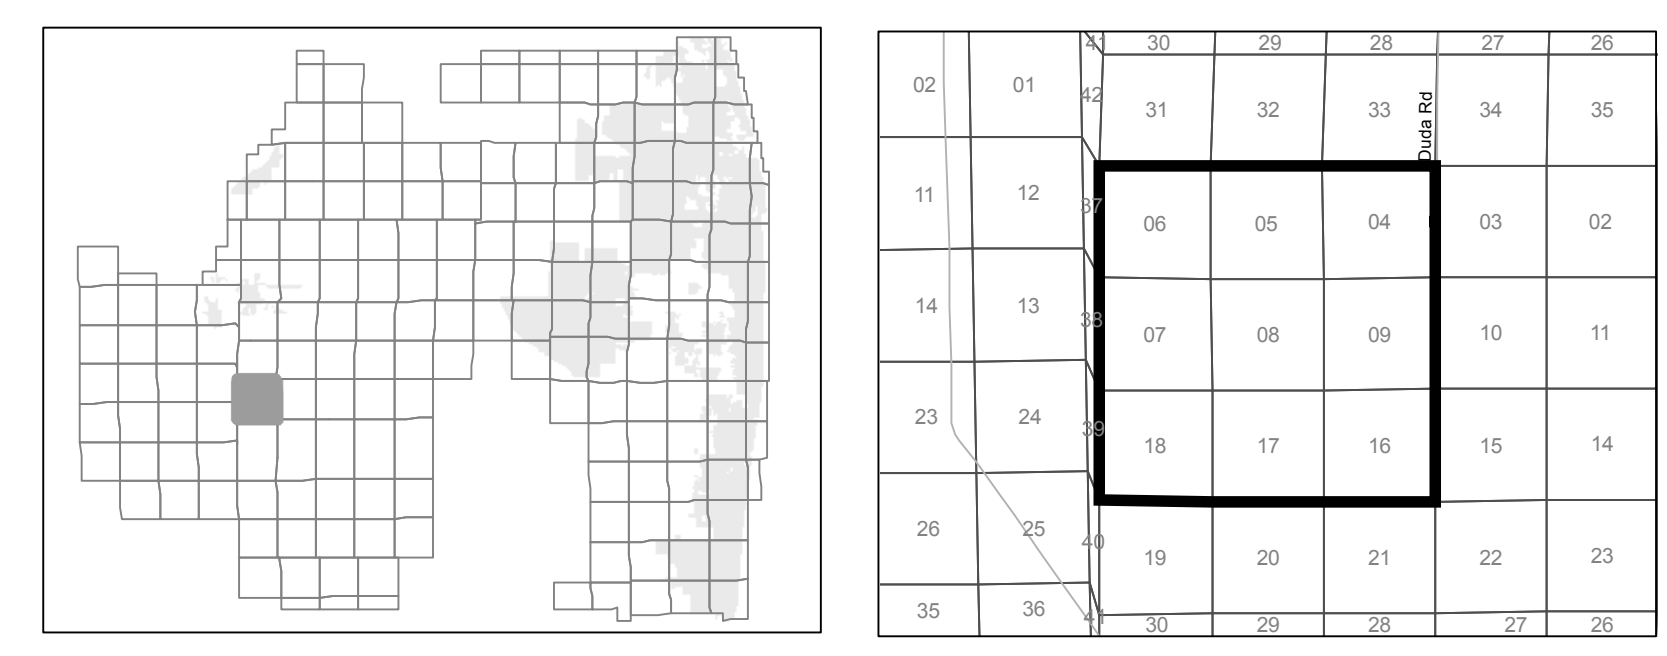 30 29 28 27 26
02 01 42 31 32 33 Duda Rd 34 35
11 12 37 06 05 04 03 02
14 13 38 07 08 09 10 11
23 24 39 18 17 16 15 14
26 25 40 19 20 21 22 23
35 36 41 30 29 28 27 26